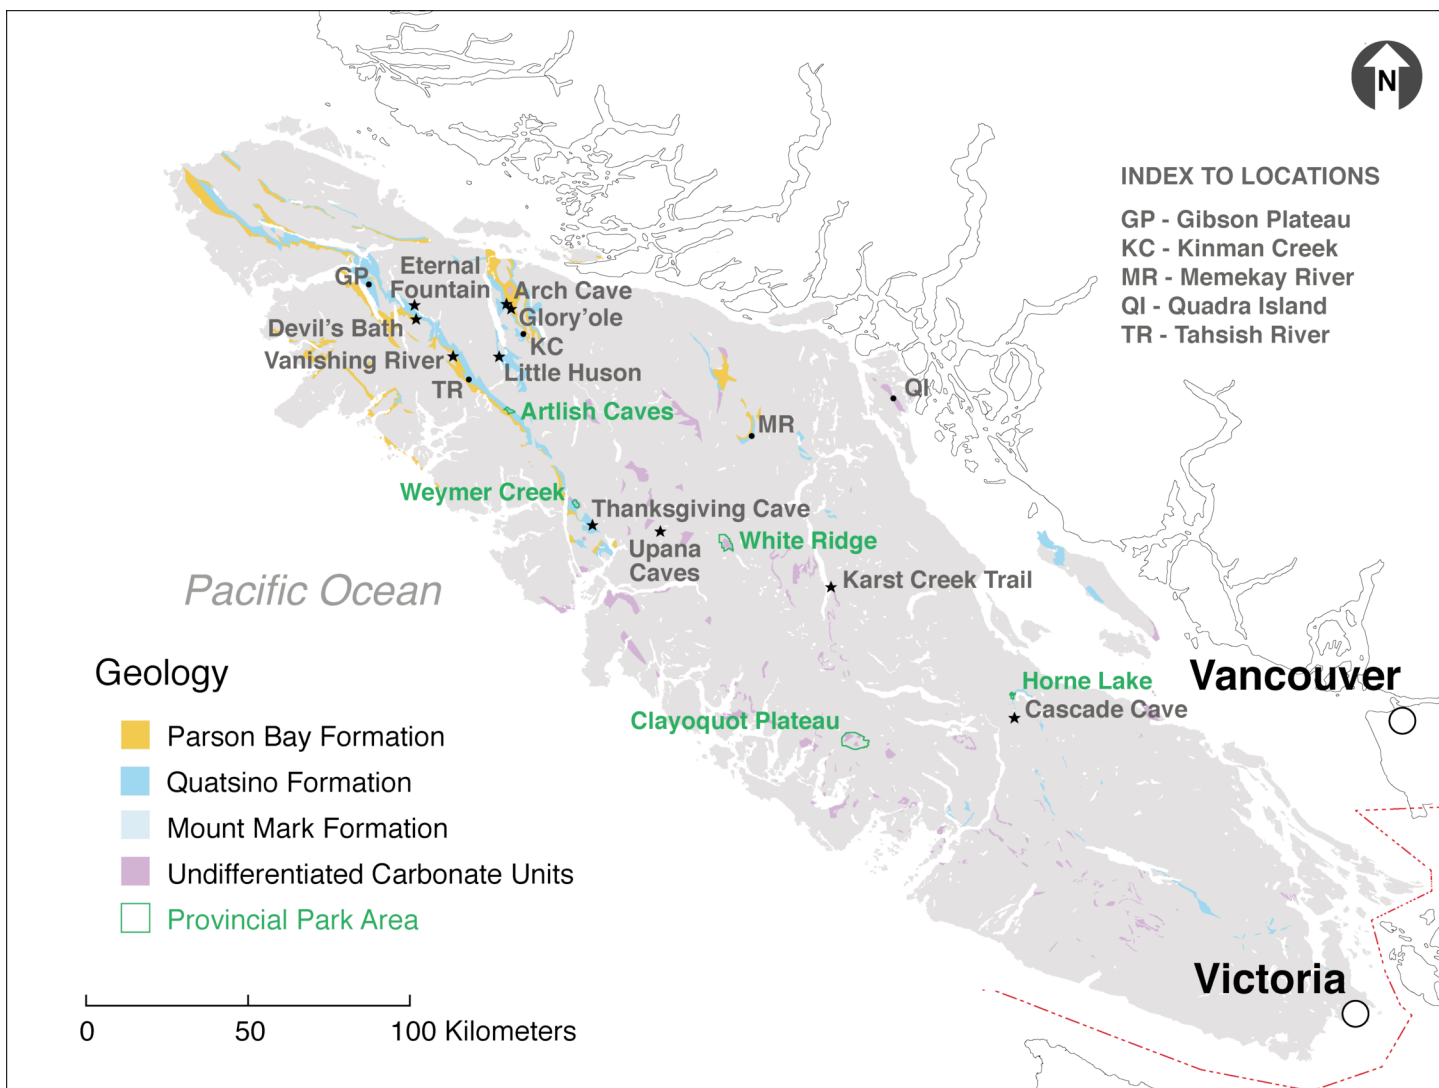 N
INDEX TO LOCATIONS
GP - Gibson Plateau
KC - Kinman Creek
MR - Memekay River
QI - Quadra Island
TR - Tahsish River
GP
Eternal
Fountain
Arch Cave
Glory'ole
Devil's Bath
KC
Vanishing River
Little Huson
TR
QI
Artlish Caves
MR
Weymer Creek
Thanksgiving Cave
Upana
Caves
White Ridge
Karst Creek Trail
Pacific Ocean
Horne Lake
Vancouver
Cascade Cave
Clayoquot Plateau
Geology
Parson Bay Formation
Quatsino Formation
Mount Mark Formation
Undifferentiated Carbonate Units
Provincial Park Area
Victoria
0 50 100 Kilometers